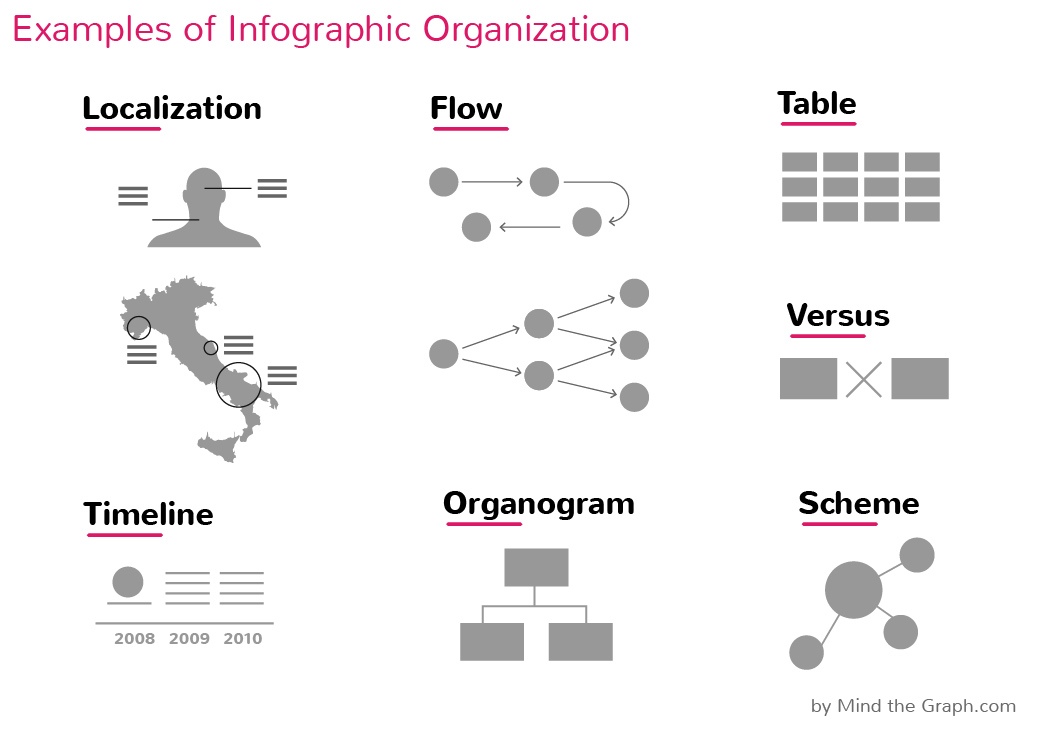 Examples of Infographic Organization
Localization
Flow
Table
Versus
Timeline
2008 2009 2010
Organogram
Scheme
by Mind the Graph.com